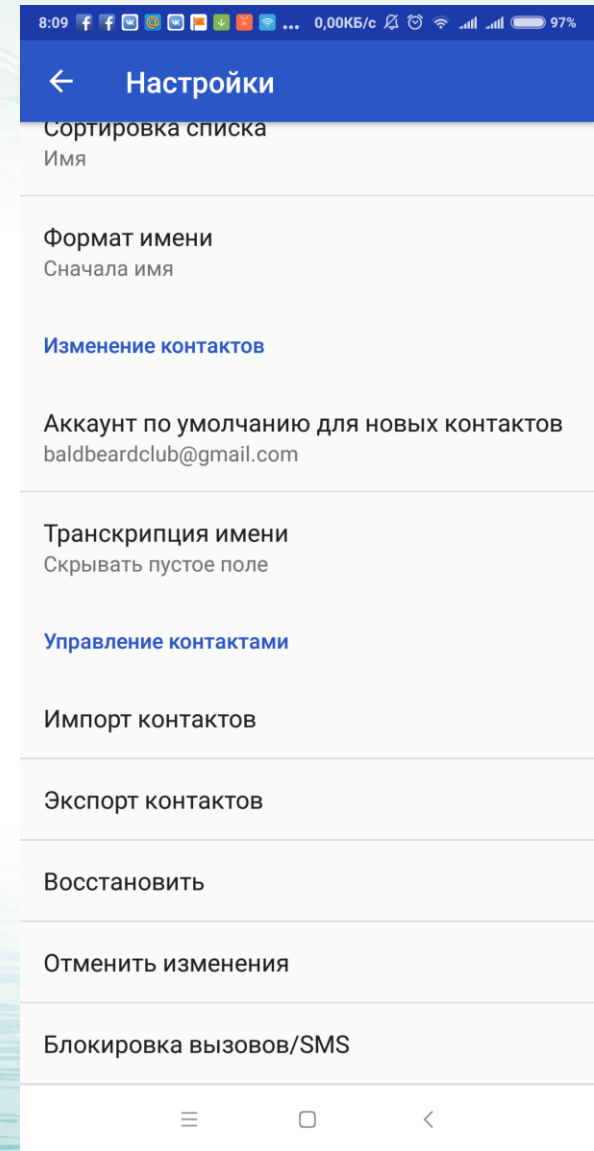 8:09 ... 0,00КБ/с 97%
Настройки
Сортировка списка
Имя
Формат имени
Сначала имя
Изменение контактов
Аккаунт по умолчанию для новых контактов
baldbeardclub@gmail.com
Транскрипция имени
Скрывать пустое поле
Управление контактами
Импорт контактов
Экспорт контактов
Восстановить
Отменить изменения
Блокировка вызовов/SMS